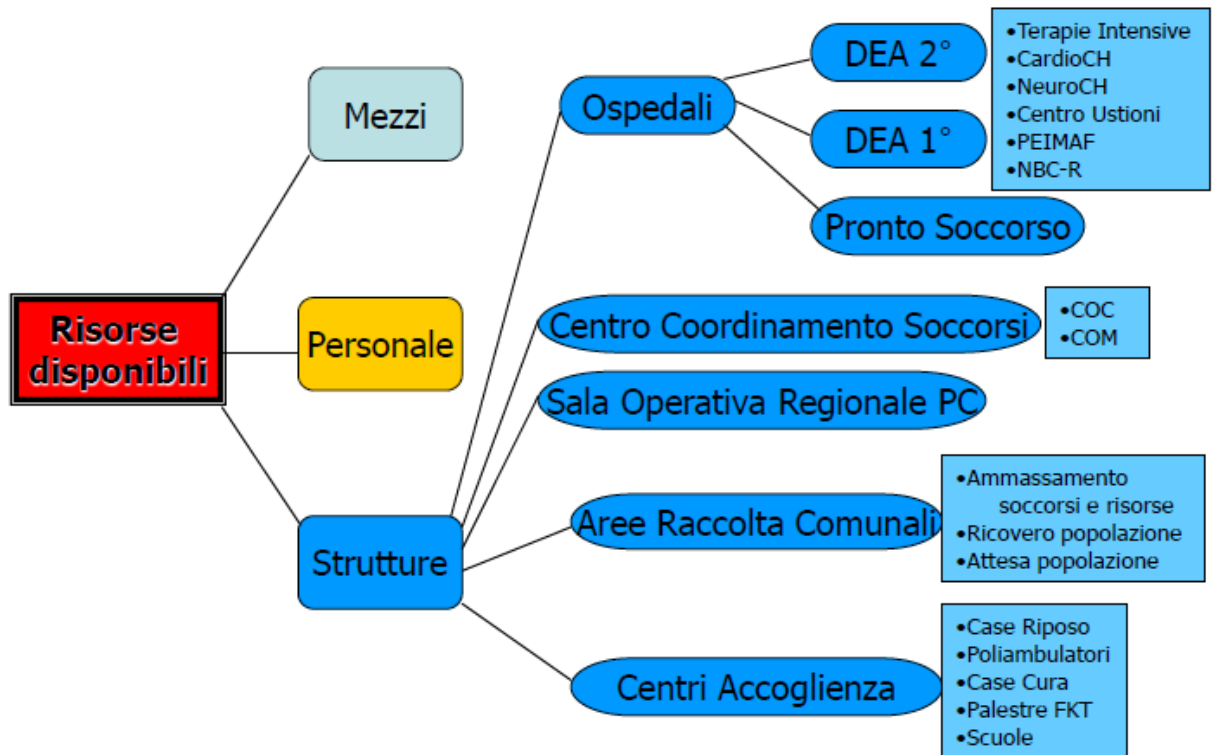 Risorse
disponibili
Mezzi
Personale
Strutture
Ospedali
DEA 2°
DEA 1°
Pronto Soccorso
•Terapie Intensive
•CardioCH
•NeuroCH
•Centro Ustioni
•PEIMAF
•NBC-R
Centro Coordinamento Soccorsi
•COC
•COM
Sala Operativa Regionale PC
Aree Raccolta Comunali
•Ammassamento
soccorsi e risorse
•Ricovero popolazione
•Attesa popolazione
Centri Accoglienza
•Case Riposo
•Poliambulatori
•Case Cura
•Palestre FKT
•Scuole